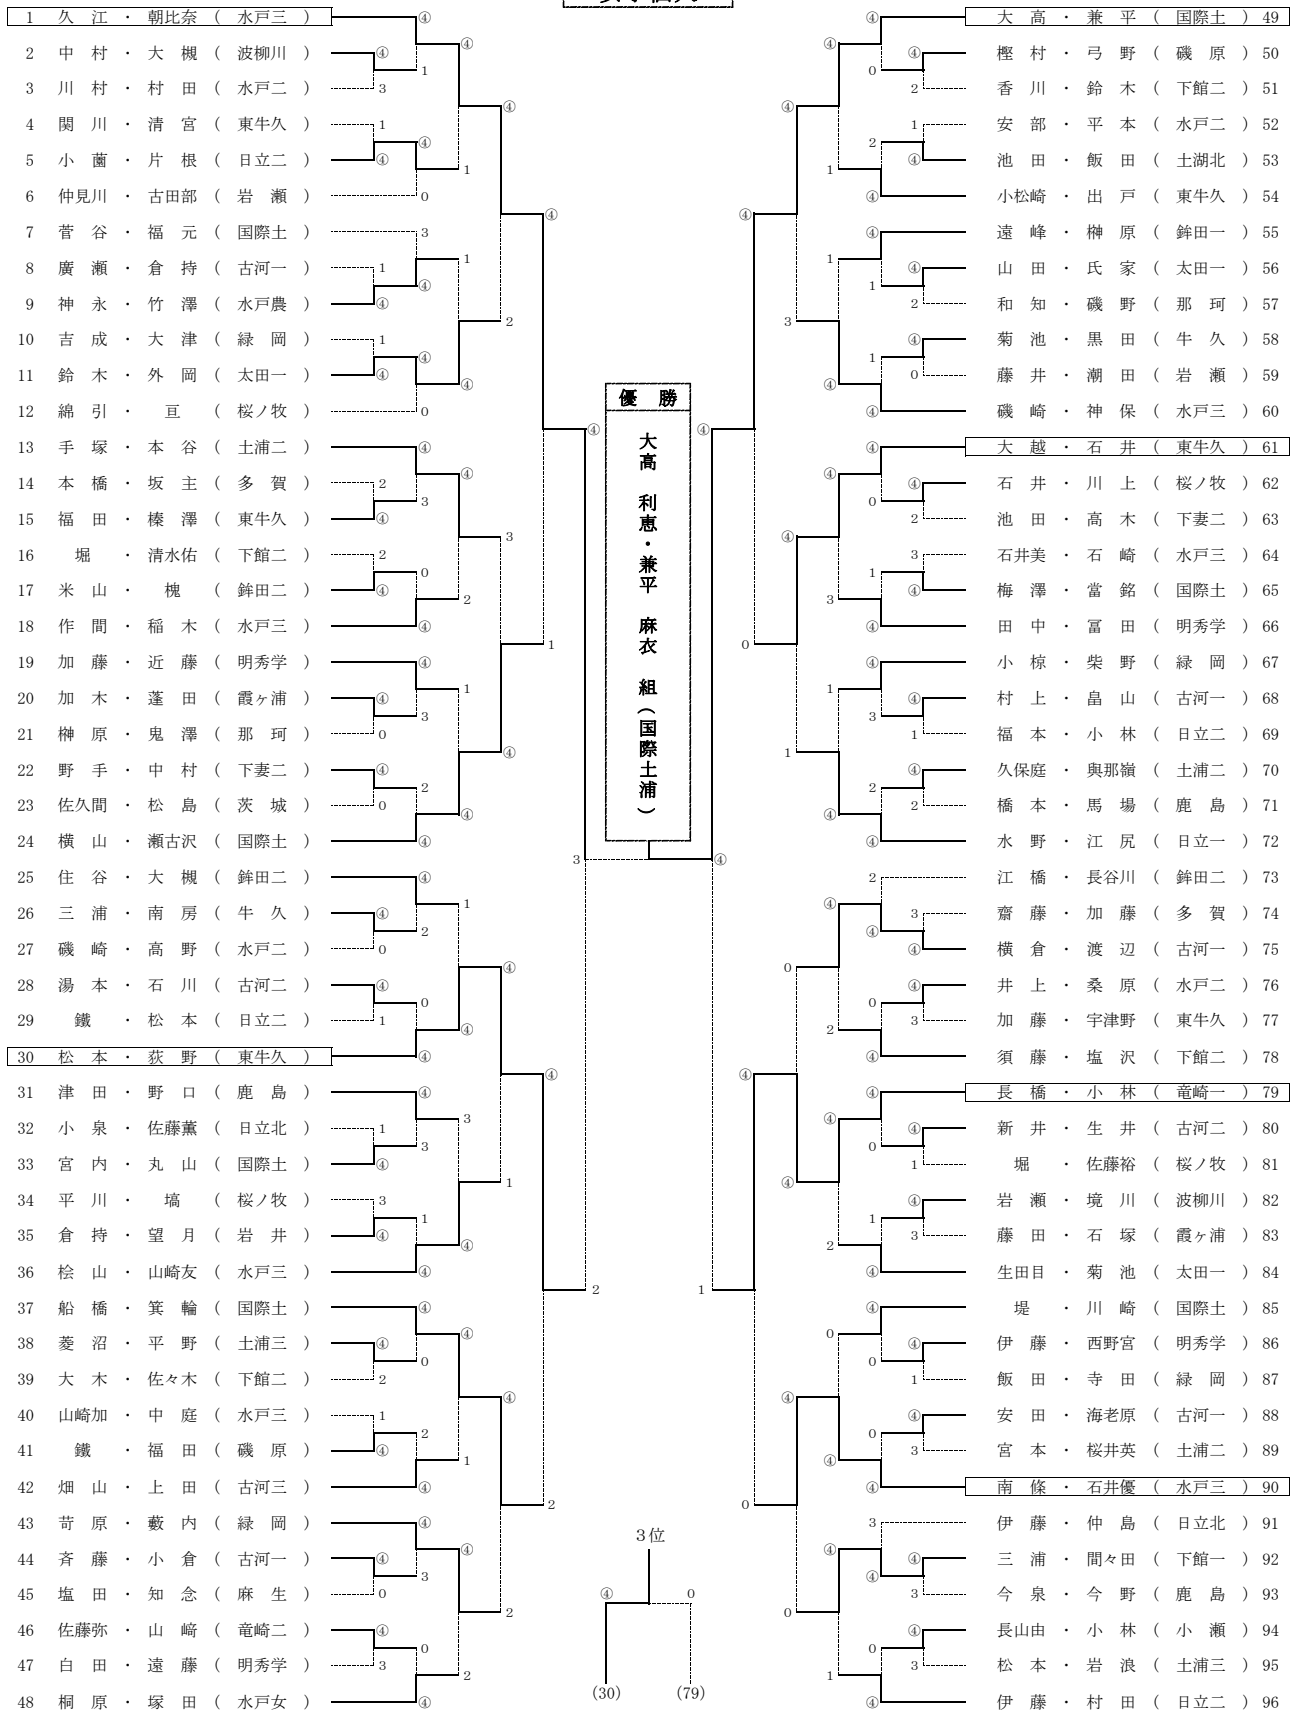 1 久 江 ・ 朝比奈 ( 水戸三 )
2 中 村 ・ 大 槻 ( 波柳川 )
3 川 村 ・ 村 田 ( 水戸二 )
4 関 川 ・ 清 宮 ( 東牛久 )
5 小 薗 ・ 片 根 ( 日立二 )
6 仲見川 ・ 古田部 ( 岩 瀬 )
7 菅 谷 ・ 福 元 ( 国際土 )
8 廣 瀬 ・ 倉 持 ( 古河一 )
9 神 永 ・ 竹 澤 ( 水戸農 )
10 吉 成 ・ 大 津 ( 緑 岡 )
11 鈴 木 ・ 外 岡 ( 太田一 )
12 綿 引 ・ 亘 ( 桜ノ牧 )
13 手 塚 ・ 本 谷 ( 土浦二 )
14 本 橋 ・ 坂 主 ( 多 賀 )
15 福 田 ・ 榛 澤 ( 東牛久 )
16 堀 ・ 清水佑 ( 下館二 )
17 米 山 ・ 槐 ( 鉾田二 )
18 作 間 ・ 稲 木 ( 水戸三 )
19 加 藤 ・ 近 藤 ( 明秀学 )
20 加 木 ・ 蓬 田 ( 霞ヶ浦 )
21 榊 原 ・ 鬼 澤 ( 那 珂 )
22 野 手 ・ 中 村 ( 下妻二 )
23 佐久間 ・ 松 島 ( 茨 城 )
24 横 山 ・ 瀬古沢 ( 国際土 )
25 住 谷 ・ 大 槻 ( 鉾田二 )
26 三 浦 ・ 南 房 ( 牛 久 )
27 磯 崎 ・ 高 野 ( 水戸二 )
28 湯 本 ・ 石 川 ( 古河二 )
29 鐵 ・ 松 本 ( 日立二 )
30 松 本 ・ 荻 野 ( 東牛久 )
31 津 田 ・ 野 口 ( 鹿 島 )
32 小 泉 ・ 佐藤薫 ( 日立北 )
33 宮 内 ・ 丸 山 ( 国際土 )
34 平 川 ・ 塙 ( 桜ノ牧 )
35 倉 持 ・ 望 月 ( 岩 井 )
36 桧 山 ・ 山崎友 ( 水戸三 )
37 船 橋 ・ 箕 輪 ( 国際土 )
38 菱 沼 ・ 平 野 ( 土浦三 )
39 大 木 ・ 佐々木 ( 下館二 )
40 山崎加 ・ 中 庭 ( 水戸三 )
41 鐵 ・ 福 田 ( 磯 原 )
42 畑 山 ・ 上 田 ( 古河三 )
43 苛 原 ・ 藪 内 ( 緑 岡 )
44 斉 藤 ・ 小 倉 ( 古河一 )
45 塩 田 ・ 知 念 ( 麻 生 )
46 佐藤弥 ・ 山 﨑 ( 竜崎二 )
47 白 田 ・ 遠 藤 ( 明秀学 )
48 桐 原 ・ 塚 田 ( 水戸女 )
優 勝
大高 利恵・兼平 麻衣 組(国際土浦)
3位
④ 0
(30) (79)
大 高 ・ 兼 平 ( 国際土 ) 49
樫 村 ・ 弓 野 ( 磯 原 ) 50
香 川 ・ 鈴 木 ( 下館二 ) 51
安 部 ・ 平 本 ( 水戸二 ) 52
池 田 ・ 飯 田 ( 土湖北 ) 53
小松崎 ・ 出 戸 ( 東牛久 ) 54
遠 峰 ・ 榊 原 ( 鉾田一 ) 55
山 田 ・ 氏 家 ( 太田一 ) 56
和 知 ・ 磯 野 ( 那 珂 ) 57
菊 池 ・ 黒 田 ( 牛 久 ) 58
藤 井 ・ 潮 田 ( 岩 瀬 ) 59
磯 崎 ・ 神 保 ( 水戸三 ) 60
大 越 ・ 石 井 ( 東牛久 ) 61
石 井 ・ 川 上 ( 桜ノ牧 ) 62
池 田 ・ 高 木 ( 下妻二 ) 63
石井美 ・ 石 崎 ( 水戸三 ) 64
梅 澤 ・ 當 銘 ( 国際土 ) 65
田 中 ・ 冨 田 ( 明秀学 ) 66
小 椋 ・ 柴 野 ( 緑 岡 ) 67
村 上 ・ 畠 山 ( 古河一 ) 68
福 本 ・ 小 林 ( 日立二 ) 69
久保庭 ・ 與那嶺 ( 土浦二 ) 70
橋 本 ・ 馬 場 ( 鹿 島 ) 71
水 野 ・ 江 尻 ( 日立一 ) 72
江 橋 ・ 長谷川 ( 鉾田二 ) 73
齋 藤 ・ 加 藤 ( 多 賀 ) 74
横 倉 ・ 渡 辺 ( 古河一 ) 75
井 上 ・ 桑 原 ( 水戸二 ) 76
加 藤 ・ 宇津野 ( 東牛久 ) 77
須 藤 ・ 塩 沢 ( 下館二 ) 78
長 橋 ・ 小 林 ( 竜崎一 ) 79
新 井 ・ 生 井 ( 古河二 ) 80
堀 ・ 佐藤裕 ( 桜ノ牧 ) 81
岩 瀬 ・ 境 川 ( 波柳川 ) 82
藤 田 ・ 石 塚 ( 霞ヶ浦 ) 83
生田目 ・ 菊 池 ( 太田一 ) 84
堤 ・ 川 崎 ( 国際土 ) 85
伊 藤 ・ 西野宮 ( 明秀学 ) 86
飯 田 ・ 寺 田 ( 緑 岡 ) 87
安 田 ・ 海老原 ( 古河一 ) 88
宮 本 ・ 桜井英 ( 土浦二 ) 89
南 條 ・ 石井優 ( 水戸三 ) 90
伊 藤 ・ 仲 島 ( 日立北 ) 91
三 浦 ・ 間々田 ( 下館一 ) 92
今 泉 ・ 今 野 ( 鹿 島 ) 93
長山由 ・ 小 林 ( 小 瀬 ) 94
松 本 ・ 岩 浪 ( 土浦三 ) 95
伊 藤 ・ 村 田 ( 日立二 ) 96